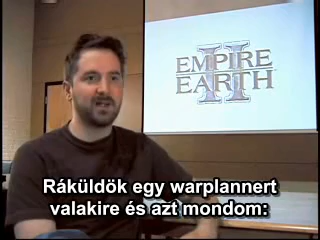 EMPIRE
EARTH
II
Ráküldök egy warplannert
valakire és azt mondom: